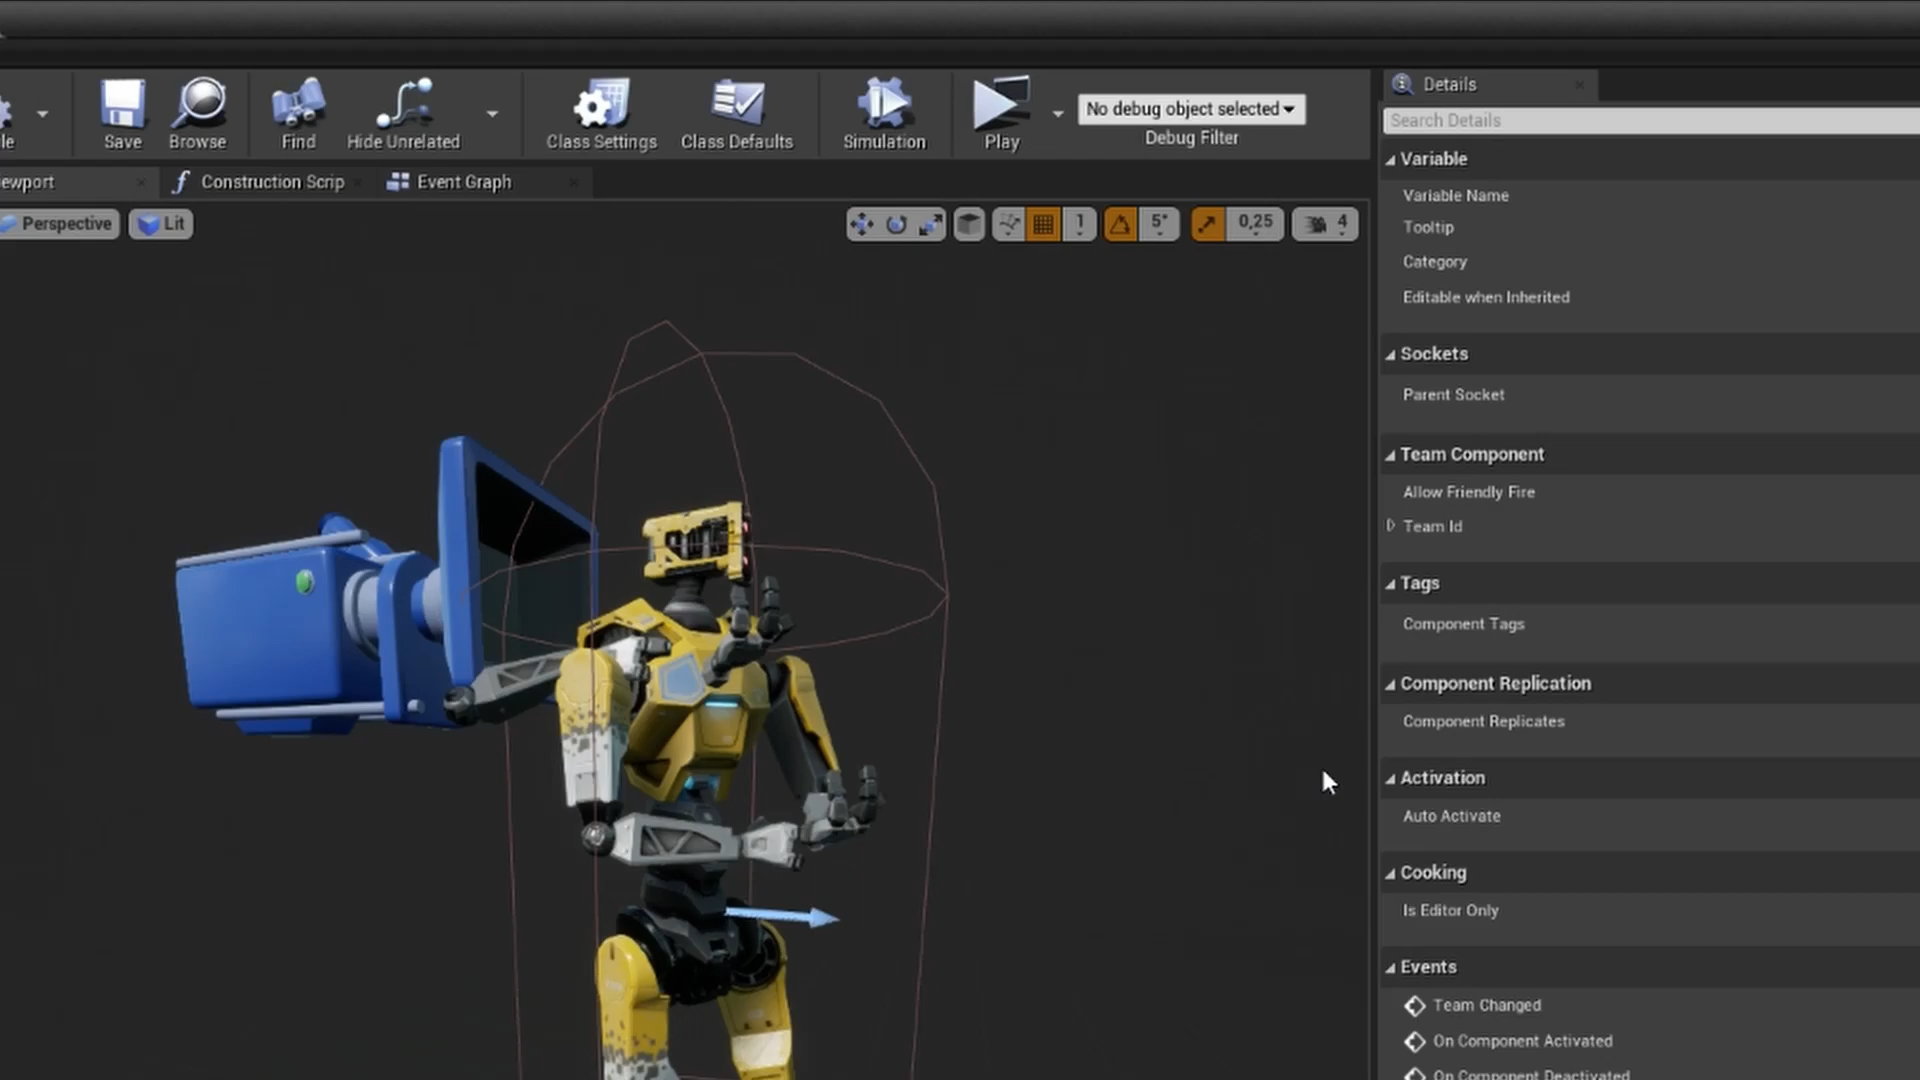 le
Save
Browse
Find
Hide Unrelated
Class Settings
Class Defaults
Simulation
Play
No debug object selected
Debug Filter
Details
Search Details
ewport
Construction Scrip
Event Graph
Perspective
Lit
1
5°
0,25
4
Variable
Variable Name
Tooltip
Category
Editable when Inherited
Sockets
Parent Socket
Team Component
Allow Friendly Fire
Team Id
Tags
Component Tags
Component Replication
Component Replicates
Activation
Auto Activate
Cooking
Is Editor Only
Events
Team Changed
On Component Activated
On Component Deactivated